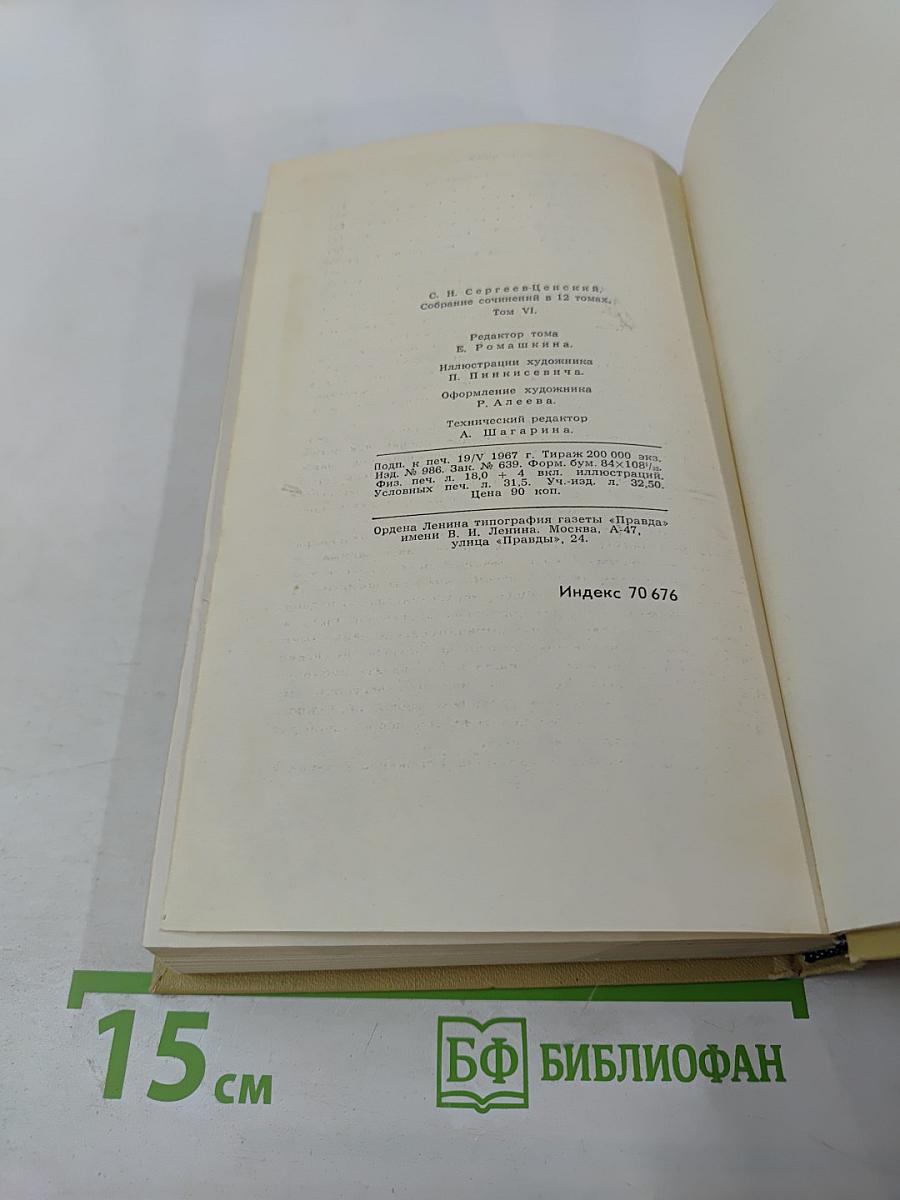 С. Н. Сергеев-Ценский.
Собрание сочинений в 12 томах.
Том VI.
Редактор тома
Е. Ромашкина.
Иллюстрации художника
П. Пинкисевича.
Оформление художника
Р. Алеева.
Технический редактор
А. Шагарина.
Подп. к печ. 19/V 1967 г. Тираж 200 000 экз.
Изд. № 986. Зак. № 639. Форм. бум. 84×108¹/₃₂.
Физ. печ. л. 18,0 + 4 вкл. иллюстраций.
Условных печ. л. 31,5. Уч.-изд. л. 32,50.
Цена 90 коп.
Ордена Ленина типография газеты «Правда»
имени В. И. Ленина. Москва, А-47,
улица «Правды», 24.
Индекс 70 676
15 см
БФ БИБЛИОФАН